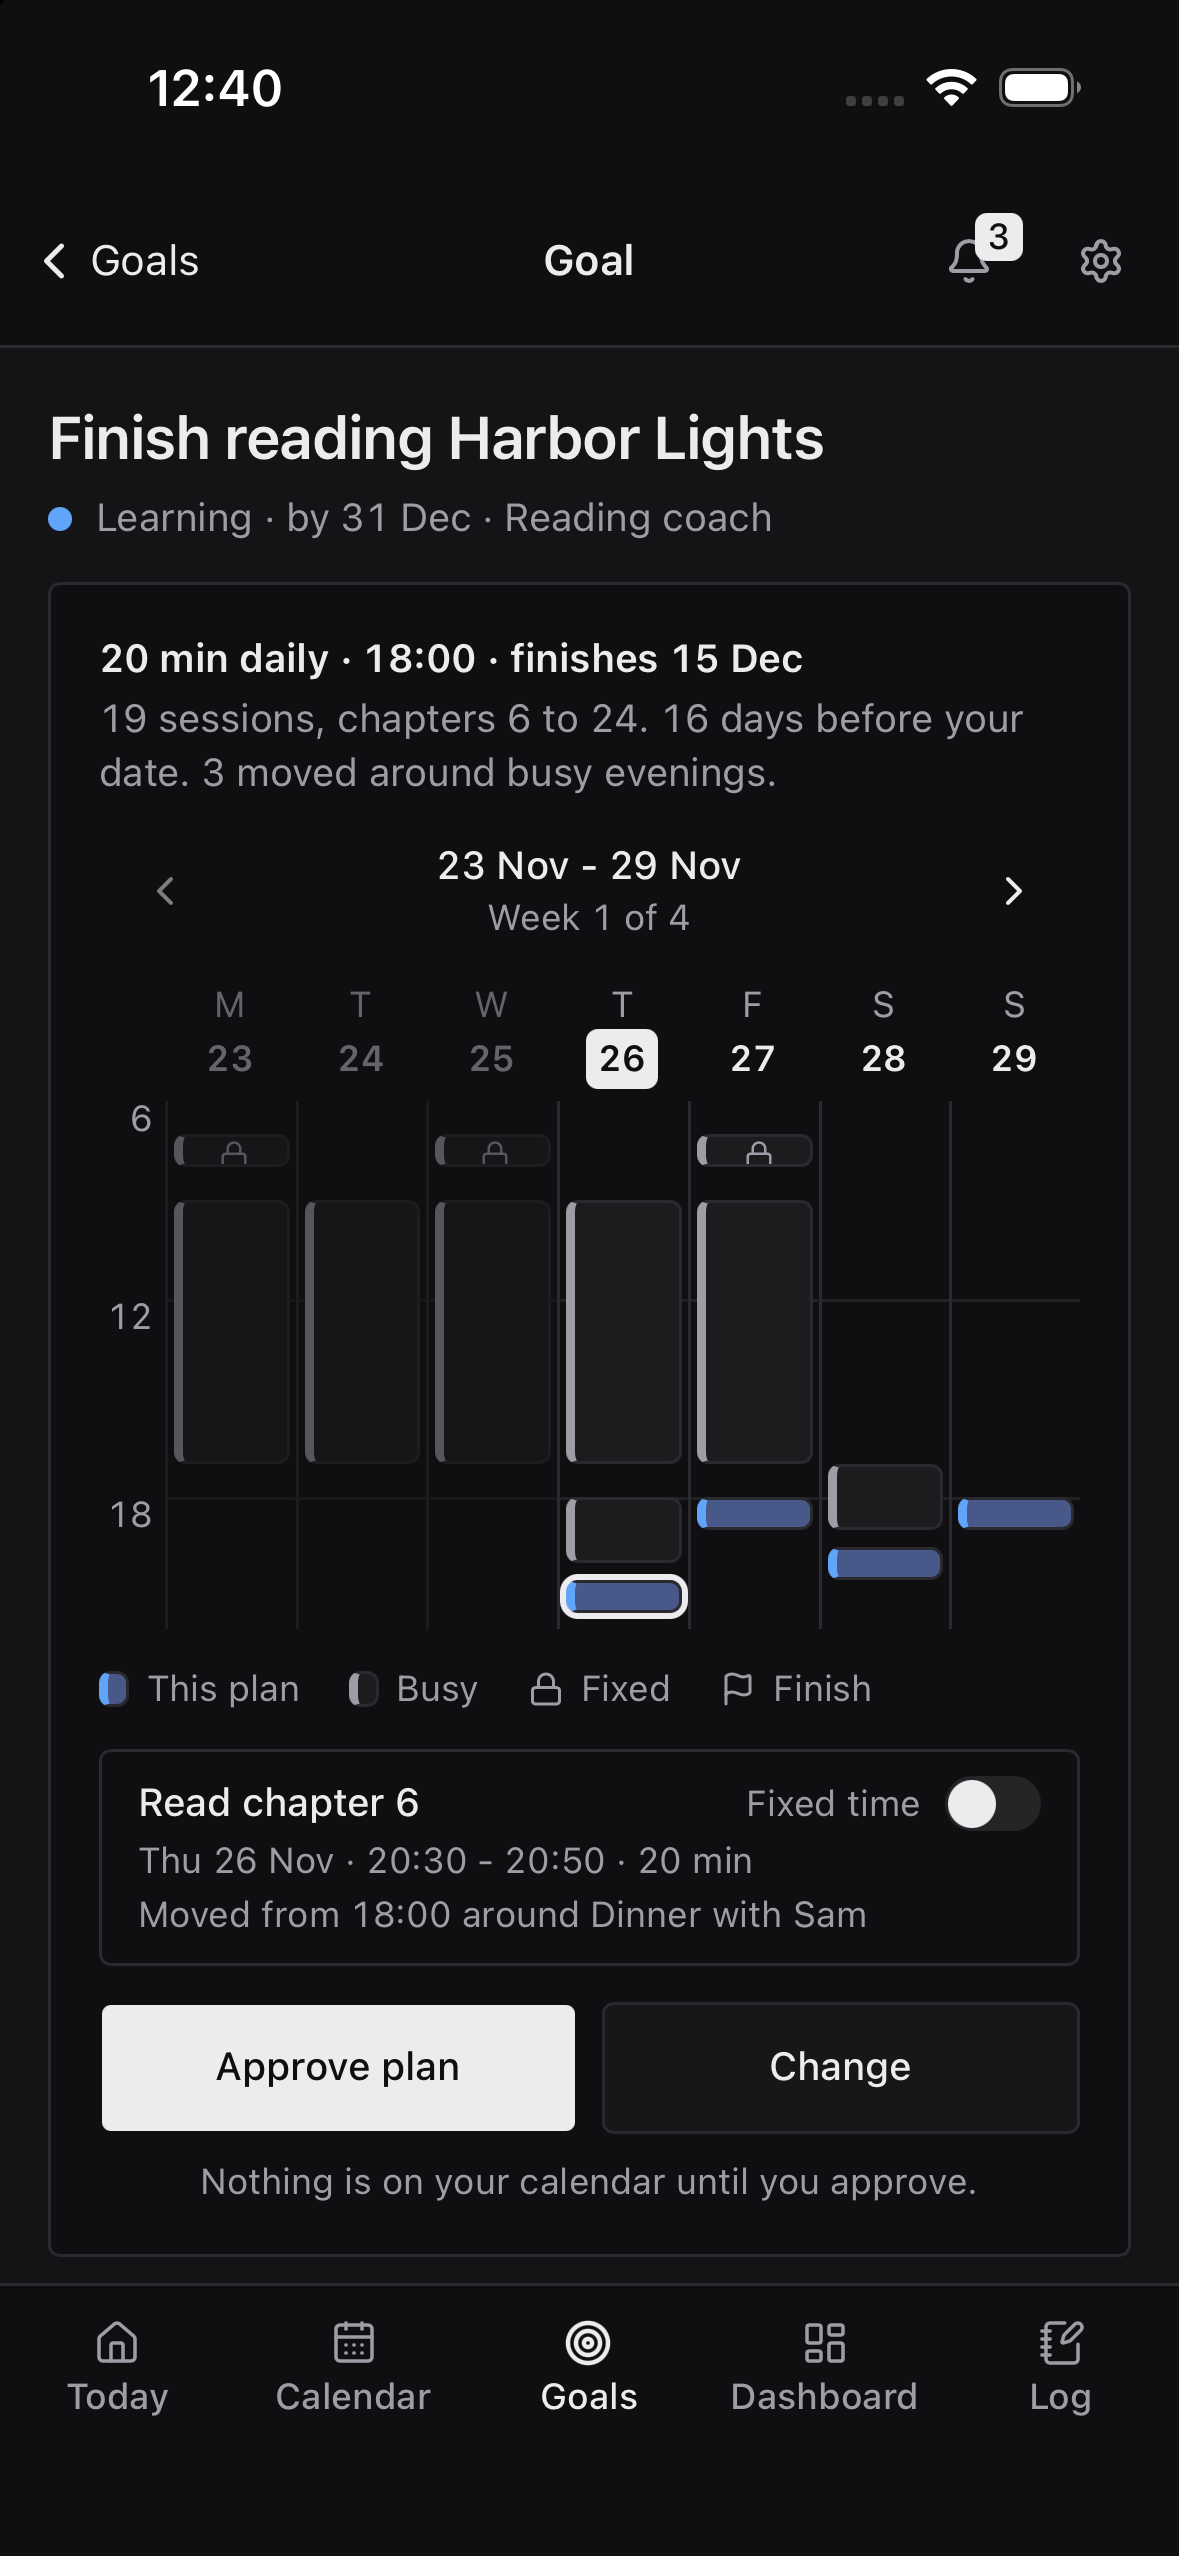 12:40
Goals
Goal
3
Finish reading Harbor Lights
Learning · by 31 Dec · Reading coach
20 min daily · 18:00 · finishes 15 Dec
19 sessions, chapters 6 to 24. 16 days before your
date. 3 moved around busy evenings.
23 Nov - 29 Nov
Week 1 of 4
M T W T F S S
23 24 25 26 27 28 29
6
12
18
This plan Busy Fixed Finish
Read chapter 6 Fixed time
Thu 26 Nov · 20:30 - 20:50 · 20 min
Moved from 18:00 around Dinner with Sam
Approve plan Change
Nothing is on your calendar until you approve.
Today Calendar Goals Dashboard Log